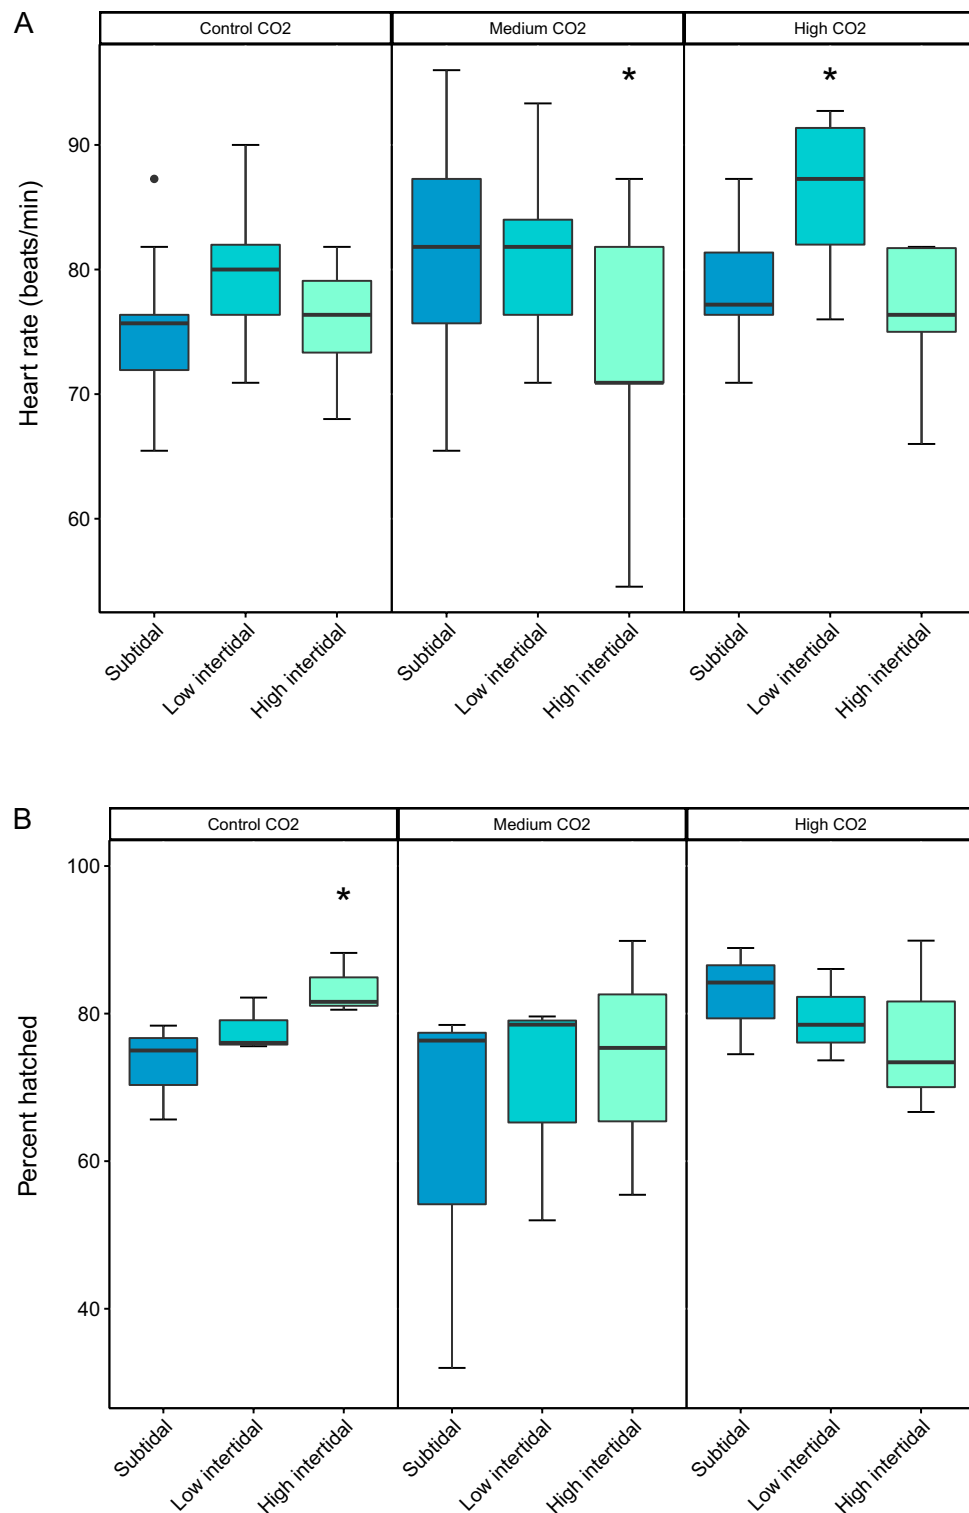 A
Control CO2 Medium CO2 High CO2
* *
90
80
70
60
Heart rate (beats/min)
Subtidal Low intertidal High intertidal Subtidal Low intertidal High intertidal Subtidal Low intertidal High intertidal
B
Control CO2 Medium CO2 High CO2
100
*
80
60
40
Percent hatched
Subtidal Low intertidal High intertidal Subtidal Low intertidal High intertidal Subtidal Low intertidal High intertidal